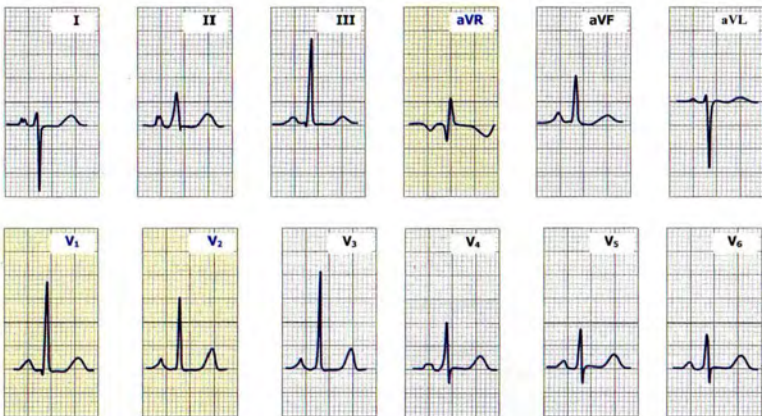 I II III aVR aVF aVL
V₁ V₂ V₃ V₄ V₅ V₆